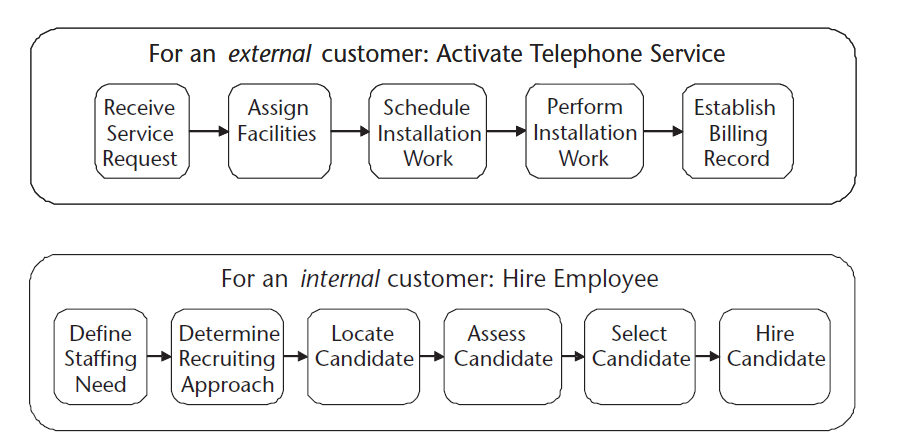 For an external customer: Activate Telephone Service
Receive
Service
Request
Assign
Facilities
Schedule
Installation
Work
Perform
Installation
Work
Establish
Billing
Record
For an internal customer: Hire Employee
Define
Staffing
Need
Determine
Recruiting
Approach
Locate
Candidate
Assess
Candidate
Select
Candidate
Hire
Candidate